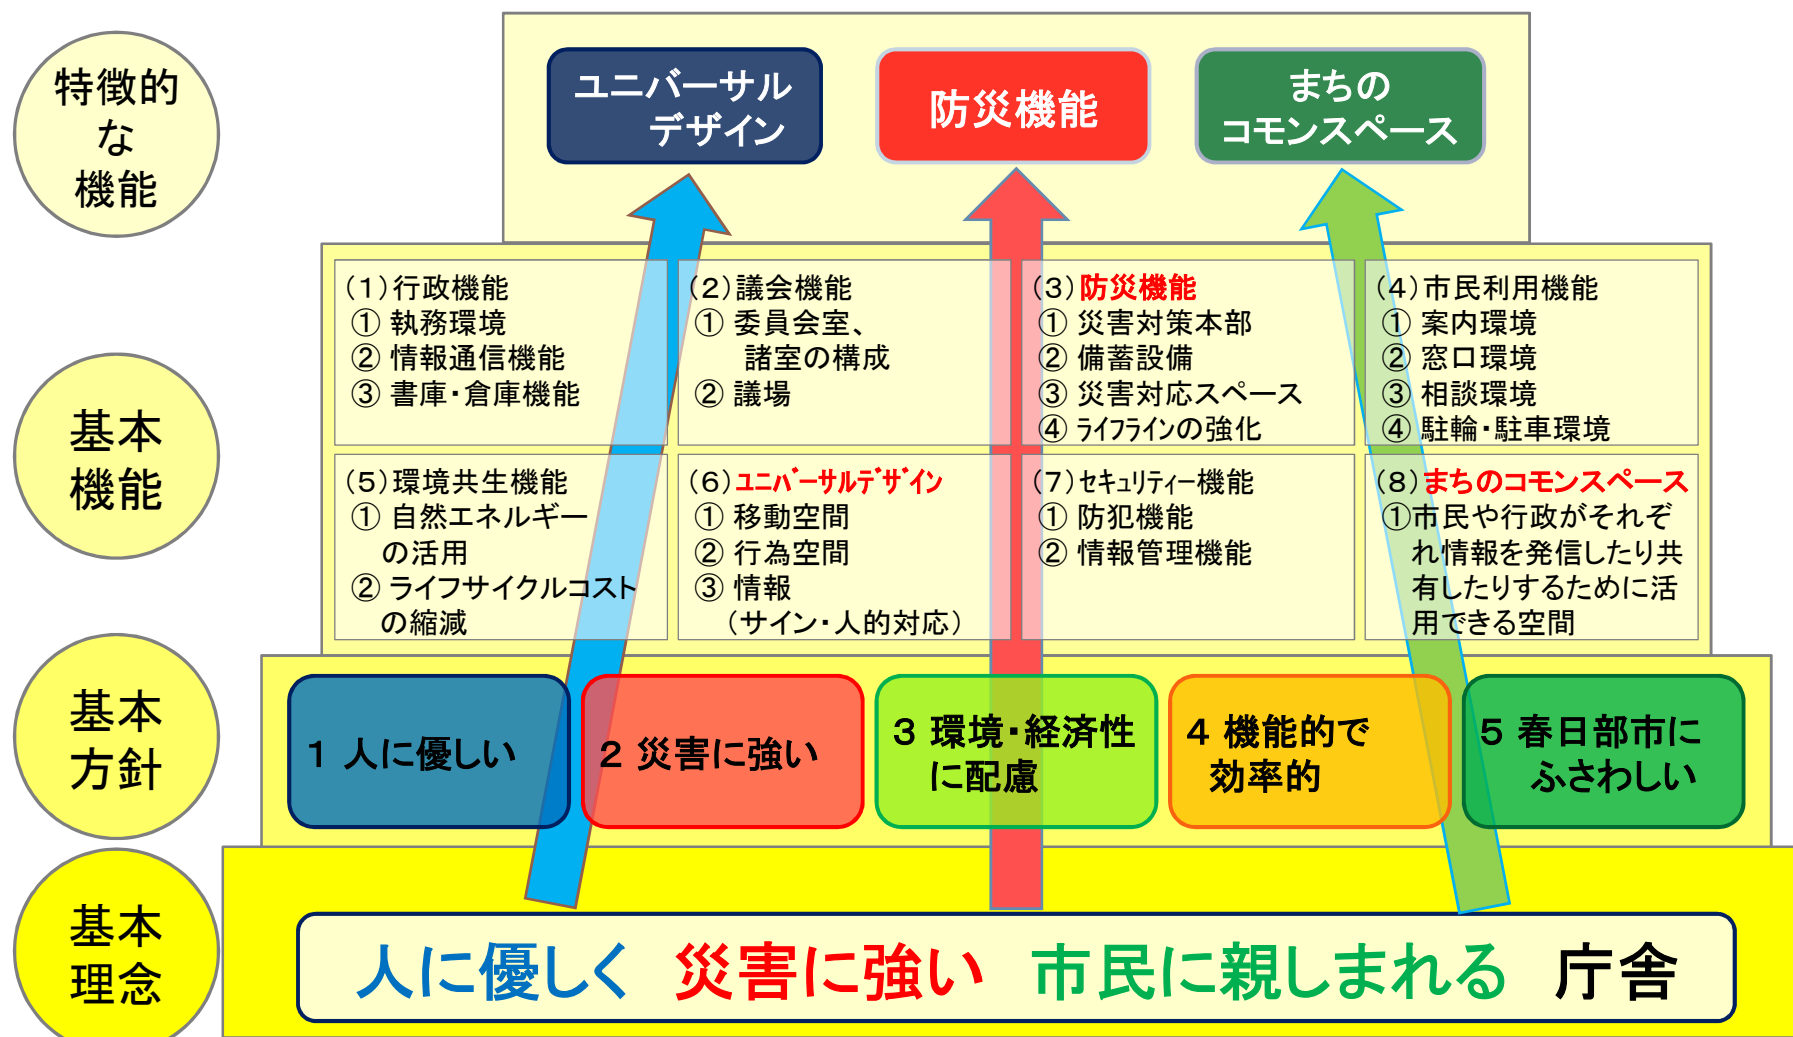 特徴的
な
機能
ユニバーサル
デザイン
防災機能
まちの
コモンスペース
基本
機能
（１）行政機能
① 執務環境
② 情報通信機能
③ 書庫・倉庫機能
（２）議会機能
① 委員会室、
諸室の構成
② 議場
（３）防災機能
① 災害対策本部
② 備蓄設備
③ 災害対応スペース
④ ﾗｲﾌﾗｲﾝの強化
（４）市民利用機能
① 案内環境
② 窓口環境
③ 相談環境
④ 駐輪・駐車環境
（５）環境共生機能
① 自然エネルギー
の活用
② ライフサイクルコスト
の縮減
（６）ﾕﾆﾊﾞｰｻﾙﾃﾞｻﾞｲﾝ
① 移動空間
② 行為空間
③ 情報
（サイン・人的対応）
（７）ｾｷｭﾘﾃｨｰ機能
① 防犯機能
② 情報管理機能
（８）まちのコモンスペース
①市民や行政がそれぞ
れ情報を発信したり共
有したりするために活
用できる空間
基本
方針
１ 人に優しい
２ 災害に強い
３ 環境・経済性
に配慮
４ 機能的で
効率的
５ 春日部市に
ふさわしい
基本
理念
人に優しく 災害に強い 市民に親しまれる 庁舎